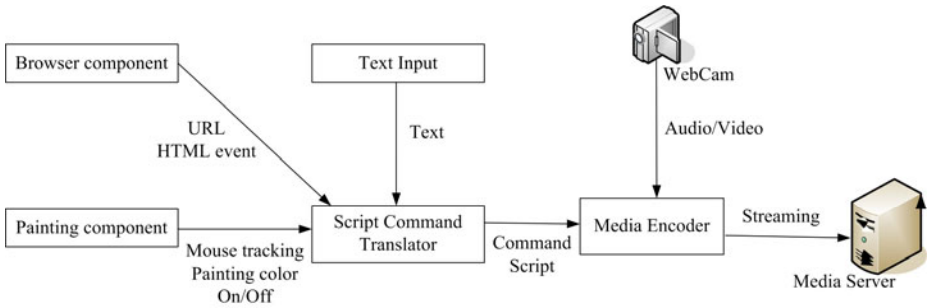 Browser component
Text Input
WebCam
URL
HTML event
Text
Audio/Video
Painting component
Script Command
Translator
Media Encoder
Streaming
Mouse tracking
Painting color
On/Off
Command
Script
Media Server